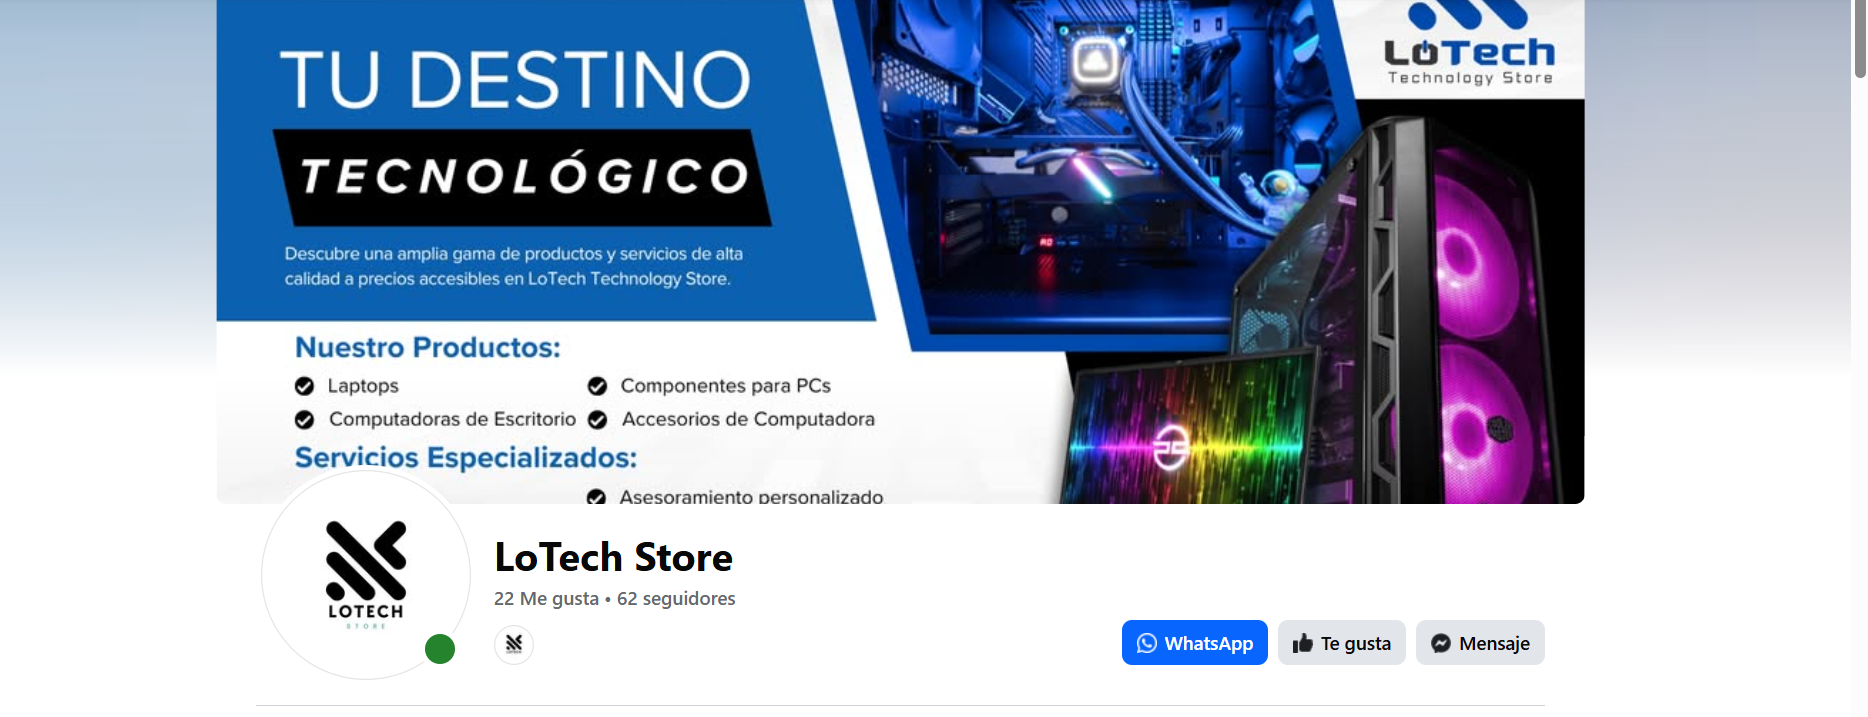 TU DESTINO
TECNOLÓGICO
Descubre una amplia gama de productos y servicios de alta
calidad a precios accesibles en LoTech Technology Store.
LoTech
Technology Store
Nuestro Productos:
Laptops
Componentes para PCs
Computadoras de Escritorio
Accesorios de Computadora
Servicios Especializados:
Asesoramiento personalizado
LOTECH
STORE
LoTech Store
22 Me gusta • 62 seguidores
WhatsApp
Te gusta
Mensaje